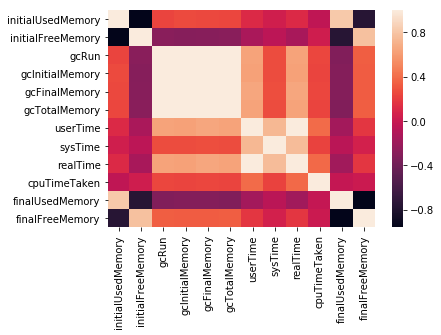 initialUsedMemory
initialFreeMemory
gcRun
gcInitialMemory
gcFinalMemory
gcTotalMemory
userTime
sysTime
realTime
cpuTimeTaken
finalUsedMemory
finalFreeMemory
0.8
0.4
0.0
−0.4
−0.8
initialUsedMemory
initialFreeMemory
gcRun
gcInitialMemory
gcFinalMemory
gcTotalMemory
userTime
sysTime
realTime
cpuTimeTaken
finalUsedMemory
finalFreeMemory